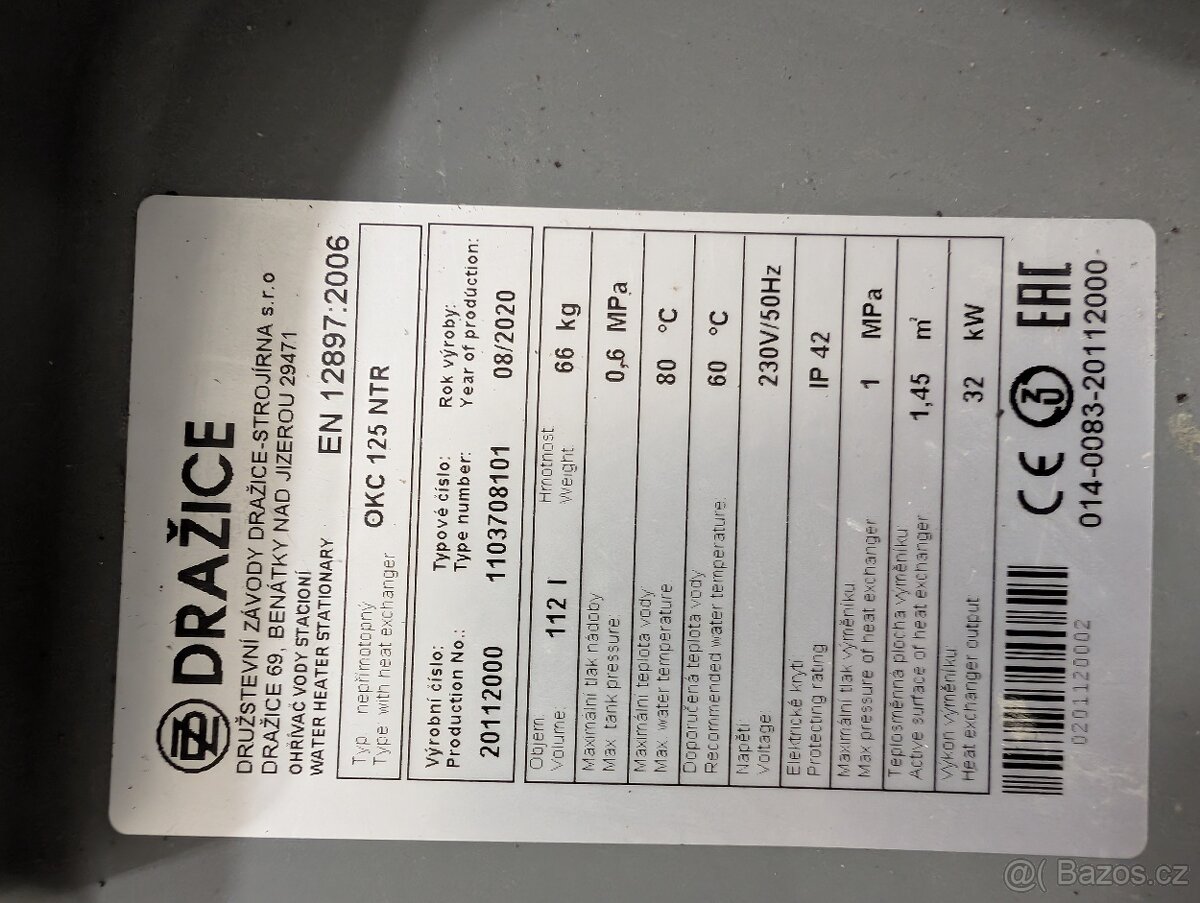 DRAŽICE
DRUŽSTEVNÍ ZÁVODY DRAŽICE-STROJÍRNA s.r.o
DRAŽICE 69, BENÁTKY NAD JIZEROU 29471
OHŘÍVAČ VODY STACIONÍ
WATER HEATER STATIONARY
EN 12897:2006
Typ nepřímotopný
Type with heat exchanger
OKC 125 NTR
Výrobní číslo:
Production No.:
201112000
Typové číslo:
Type number:
1103708101
Rok výroby:
Year of production:
08/2020
Objem
Volume:
112 l
Hmotnost
Weight:
66 kg
Maximální tlak nádoby
Max tank pressure:
0,6 MPa
Maximální teplota vody
Max. water temperature
80 °C
Doporučená teplota vody
Recommended water temperature:
60 °C
Napětí
Voltage
230V/50Hz
Elektrické krytí
Protecting rating
IP 42
Maximální tlak výměníku
Max pressure of heat exchanger
1 MPa
Teplosměnná plocha výměníku
Active surface of heat exchanger
1,45 m²
Výkon výměníku
Heat exchanger output
32 kW
0201120002
CE EAC
014-0083-201112000
@( Bazos.cz